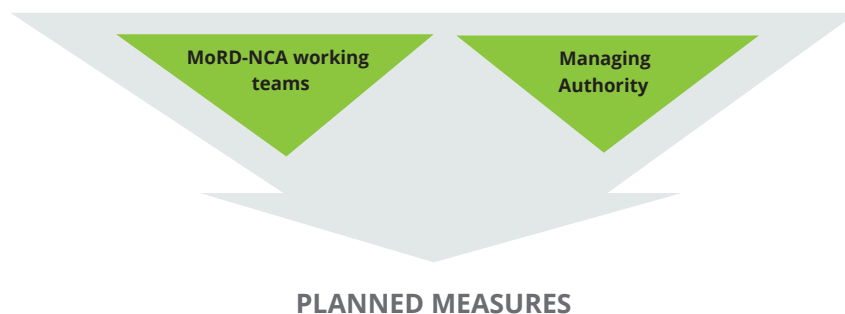 MoRD-NCA working
teams
Managing
Authority
PLANNED MEASURES